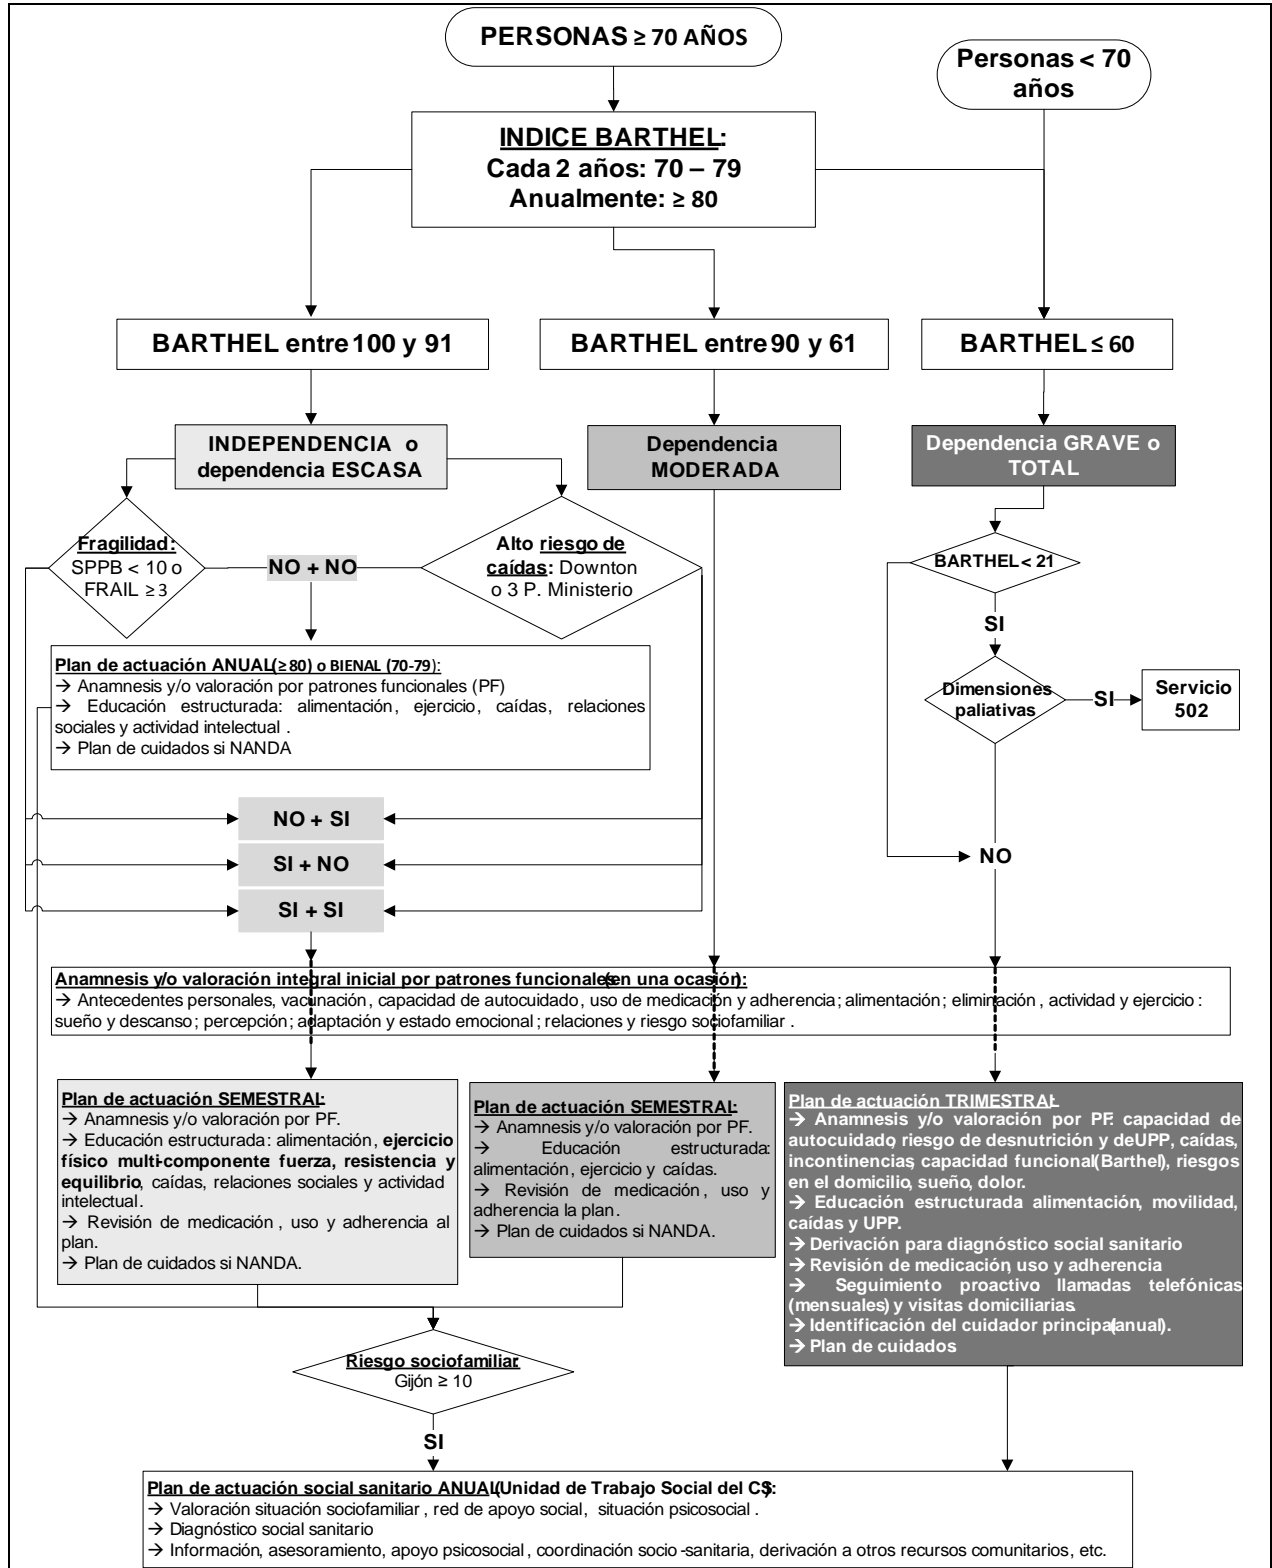 PERSONAS ≥ 70 AÑOS
Personas < 70
años
INDICE BARTHEL:
Cada 2 años: 70 – 79
Anualmente: ≥ 80
BARTHEL entre 100 y 91
BARTHEL entre 90 y 61
BARTHEL ≤ 60
INDEPENDENCIA o
dependencia ESCASA
Dependencia
MODERADA
Dependencia GRAVE o
TOTAL
Fragilidad:
SPPB < 10 o
FRAIL ≥ 3
NO + NO
Alto riesgo de
caídas: Downton
o 3 P. Ministerio
BARTHEL < 21
SI
Dimensiones
paliativas
SI
Servicio
502
NO
Plan de actuación ANUAL(≥ 80) o BIENAL (70-79):
→ Anamnesis y/o valoración por patrones funcionales (PF)
→ Educación estructurada: alimentación, ejercicio, caídas, relaciones
sociales y actividad intelectual .
→ Plan de cuidados si NANDA
NO + SI
SI + NO
SI + SI
Anamnesis y/o valoración integral inicial por patrones funcionales(en una ocasión):
→ Antecedentes personales, vacunación, capacidad de autocuidado, uso de medicación y adherencia; alimentación; eliminación, actividad y ejercicio :
sueño y descanso; percepción; adaptación y estado emocional; relaciones y riesgo sociofamiliar .
Plan de actuación SEMESTRAL:
→ Anamnesis y/o valoración por PF.
→ Educación estructurada: alimentación, ejercicio
físico multi-componente: fuerza, resistencia y
equilibrio, caídas, relaciones sociales y actividad
intelectual.
→ Revisión de medicación, uso y adherencia al
plan.
→ Plan de cuidados si NANDA.
Plan de actuación SEMESTRAL:
→ Anamnesis y/o valoración por PF.
→ Educación estructurada:
alimentación, ejercicio y caídas.
→ Revisión de medicación, uso y
adherencia la plan.
→ Plan de cuidados si NANDA.
Plan de actuación TRIMESTRAL:
→ Anamnesis y/o valoración por PF: capacidad de
autocuidado, riesgo de desnutrición y de UPP, caídas,
incontinencias, capacidad funcional (Barthel), riesgos
en el domicilio, sueño, dolor.
→ Educación estructurada: alimentación, movilidad,
caídas y UPP.
→ Derivación para diagnóstico social sanitario
→ Revisión de medicación, uso y adherencia
→ Seguimiento proactivo: llamadas telefónicas
(mensuales) y visitas domiciliarias.
→ Identificación del cuidador principal(anual).
→ Plan de cuidados
Riesgo sociofamiliar:
Gijón ≥ 10
SI
Plan de actuación social sanitario ANUAL(Unidad de Trabajo Social del CS):
→ Valoración situación sociofamiliar , red de apoyo social, situación psicosocial .
→ Diagnóstico social sanitario
→ Información, asesoramiento, apoyo psicosocial, coordinación socio-sanitaria, derivación a otros recursos comunitarios, etc.